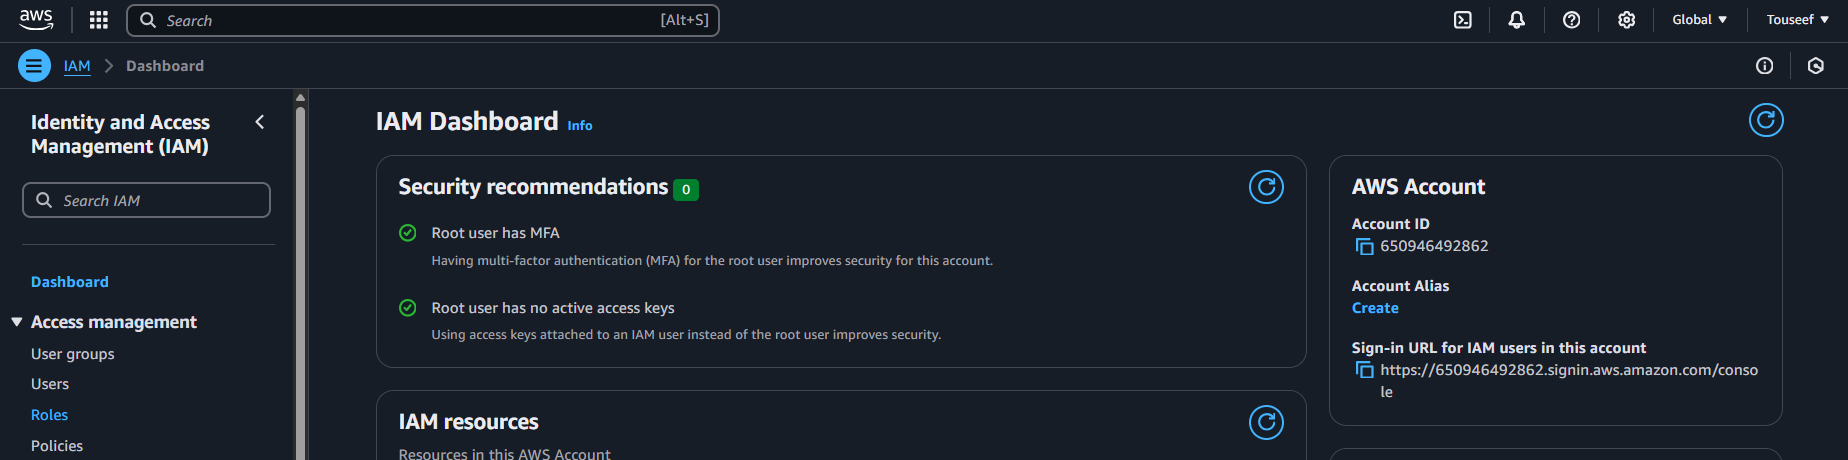 aws
Search [Alt+S]
Global
Touseef
IAM > Dashboard
Identity and Access
Management (IAM)
Search IAM
Dashboard
Access management
User groups
Users
Roles
Policies
IAM Dashboard Info
Security recommendations 0
Root user has MFA
Having multi-factor authentication (MFA) for the root user improves security for this account.
Root user has no active access keys
Using access keys attached to an IAM user instead of the root user improves security.
IAM resources
Resources in this AWS Account
AWS Account
Account ID
650946492862
Account Alias
Create
Sign-in URL for IAM users in this account
https://650946492862.signin.aws.amazon.com/conso
le